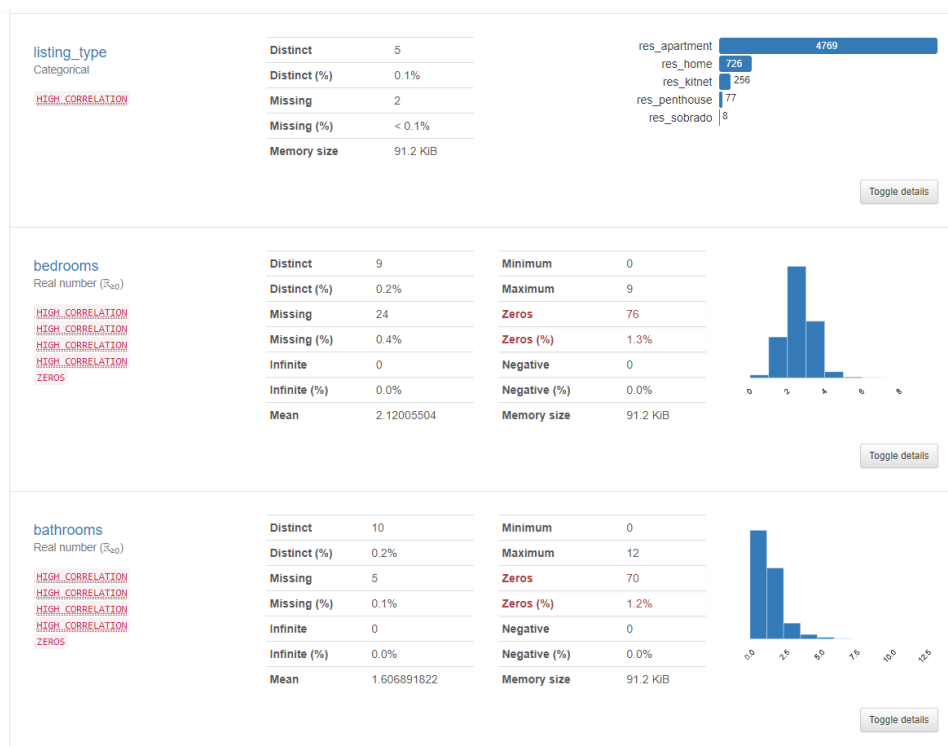 listing_type
Categorical
HIGH CORRELATION
Distinct 5
Distinct (%) 0.1%
Missing 2
Missing (%) < 0.1%
Memory size 91.2 KiB
res_apartment 4769
res_home 726
res_kitnet 256
res_penthouse 77
res_sobrado 8
Toggle details
bedrooms
Real number (ℝ≥0)
HIGH CORRELATION
HIGH CORRELATION
HIGH CORRELATION
HIGH CORRELATION
ZEROS
Distinct 9
Distinct (%) 0.2%
Missing 24
Missing (%) 0.4%
Infinite 0
Infinite (%) 0.0%
Mean 2.12005504
Minimum 0
Maximum 9
Zeros 76
Zeros (%) 1.3%
Negative 0
Negative (%) 0.0%
Memory size 91.2 KiB
0 2 4 6 8
Toggle details
bathrooms
Real number (ℝ≥0)
HIGH CORRELATION
HIGH CORRELATION
HIGH CORRELATION
HIGH CORRELATION
ZEROS
Distinct 10
Distinct (%) 0.2%
Missing 5
Missing (%) 0.1%
Infinite 0
Infinite (%) 0.0%
Mean 1.606891822
Minimum 0
Maximum 12
Zeros 70
Zeros (%) 1.2%
Negative 0
Negative (%) 0.0%
Memory size 91.2 KiB
0.0 2.5 5.0 7.5 10.0 12.5
Toggle details